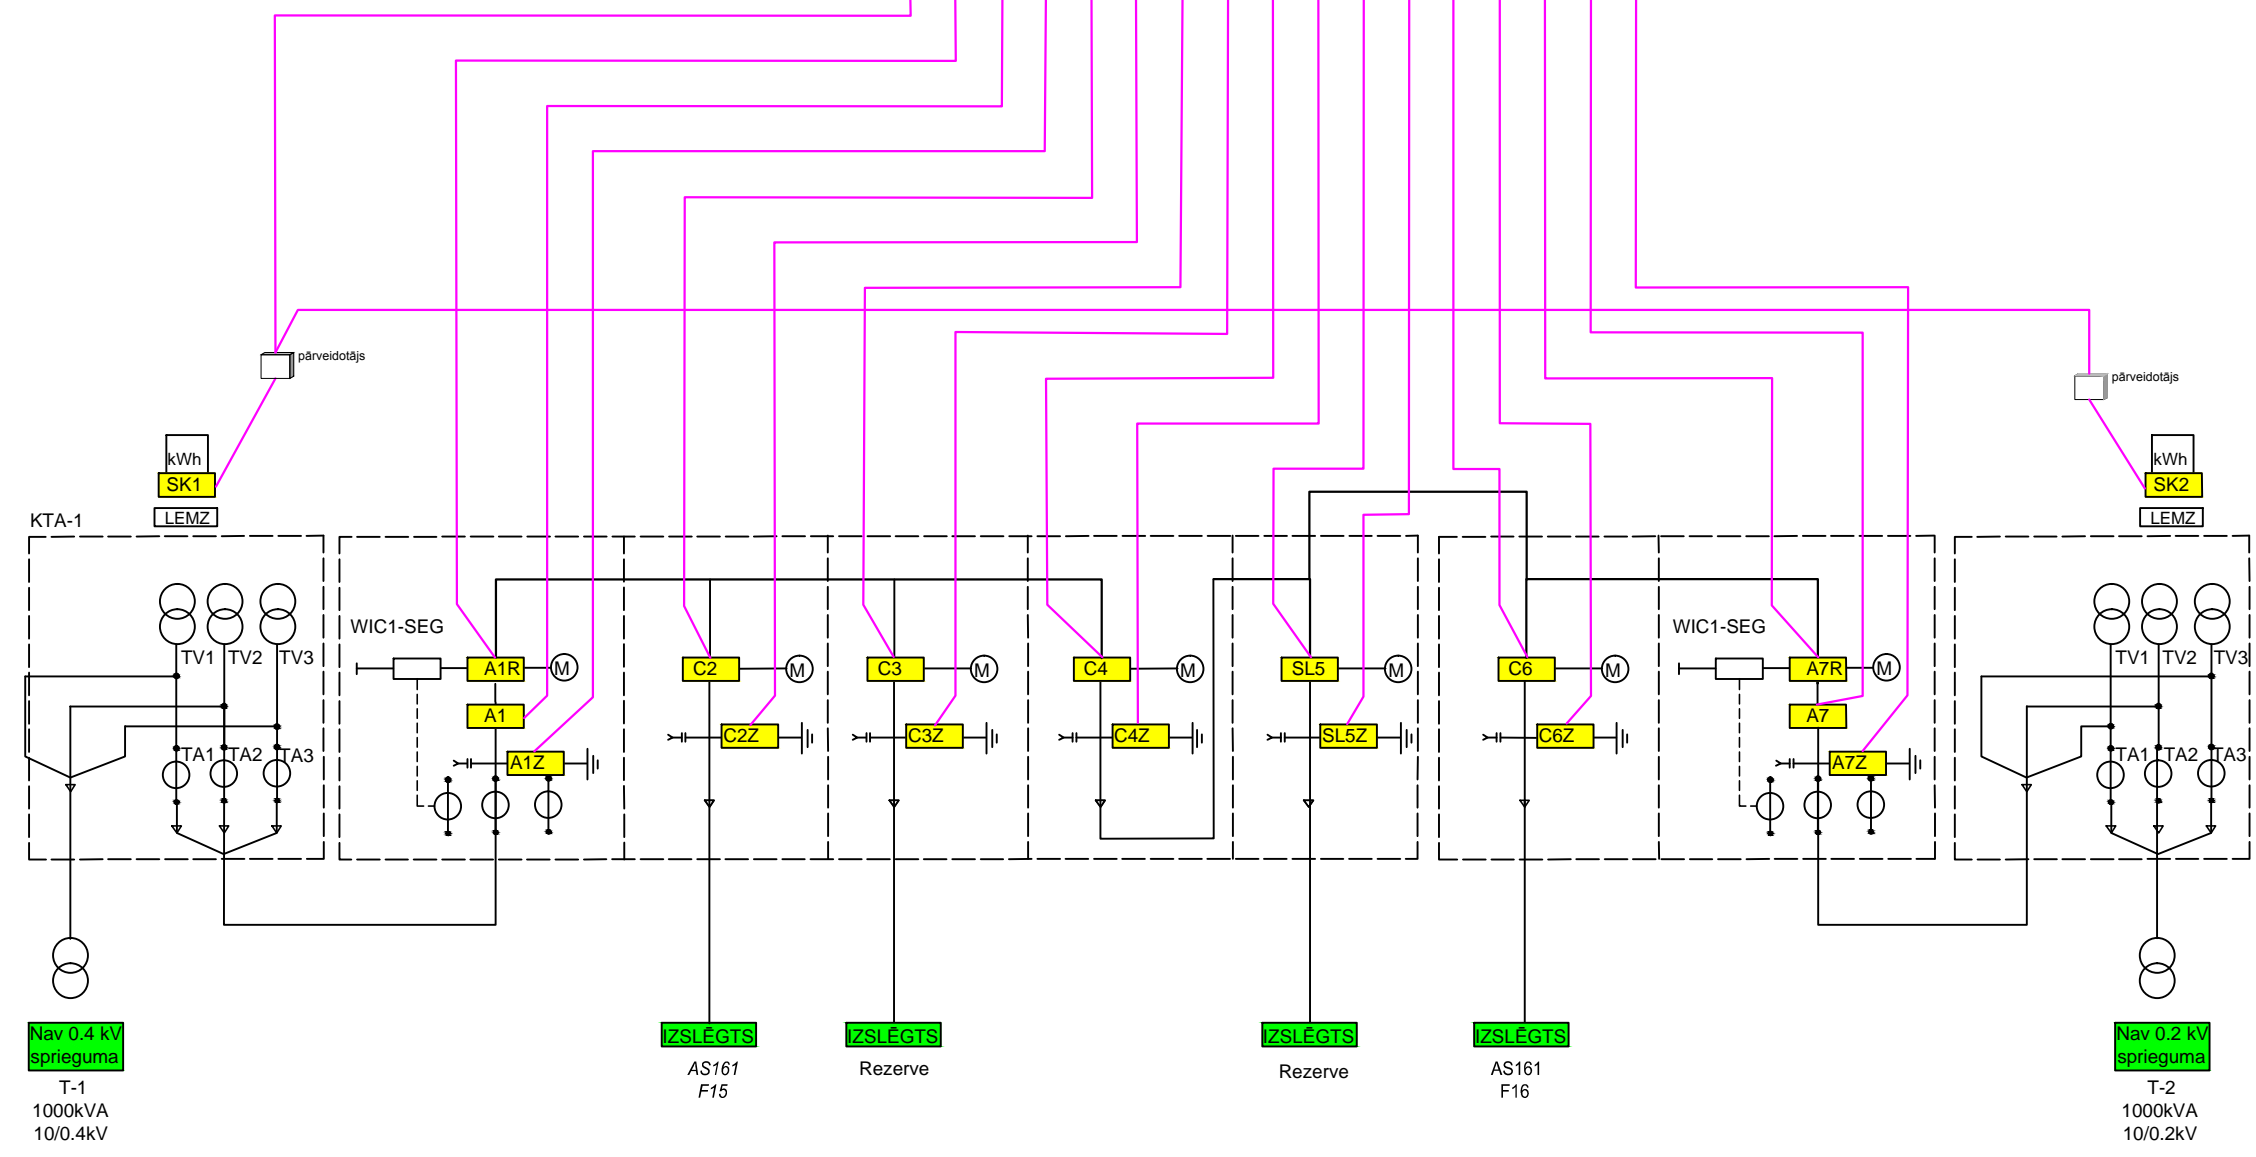 pārveidotājs
pārveidotājs
kWh
SK1
LEMZ
kWh
SK2
LEMZ
KTA-1
TV1 TV2 TV3
TA1 TA2 TA3
WIC1-SEG
A1R M
A1
A1Z
C2 M
C2Z
C3 M
C3Z
C4 M
C4Z
SL5 M
SL5Z
C6 M
C6Z
WIC1-SEG
A7R M
A7
A7Z
TV1 TV2 TV3
TA1 TA2 TA3
Nav 0.4 kV
sprieguma
T-1
1000kVA
10/0.4kV
IZSLĒGTS
AS161
F15
IZSLĒGTS
Rezerve
IZSLĒGTS
Rezerve
IZSLĒGTS
AS161
F16
Nav 0.2 kV
sprieguma
T-2
1000kVA
10/0.2kV